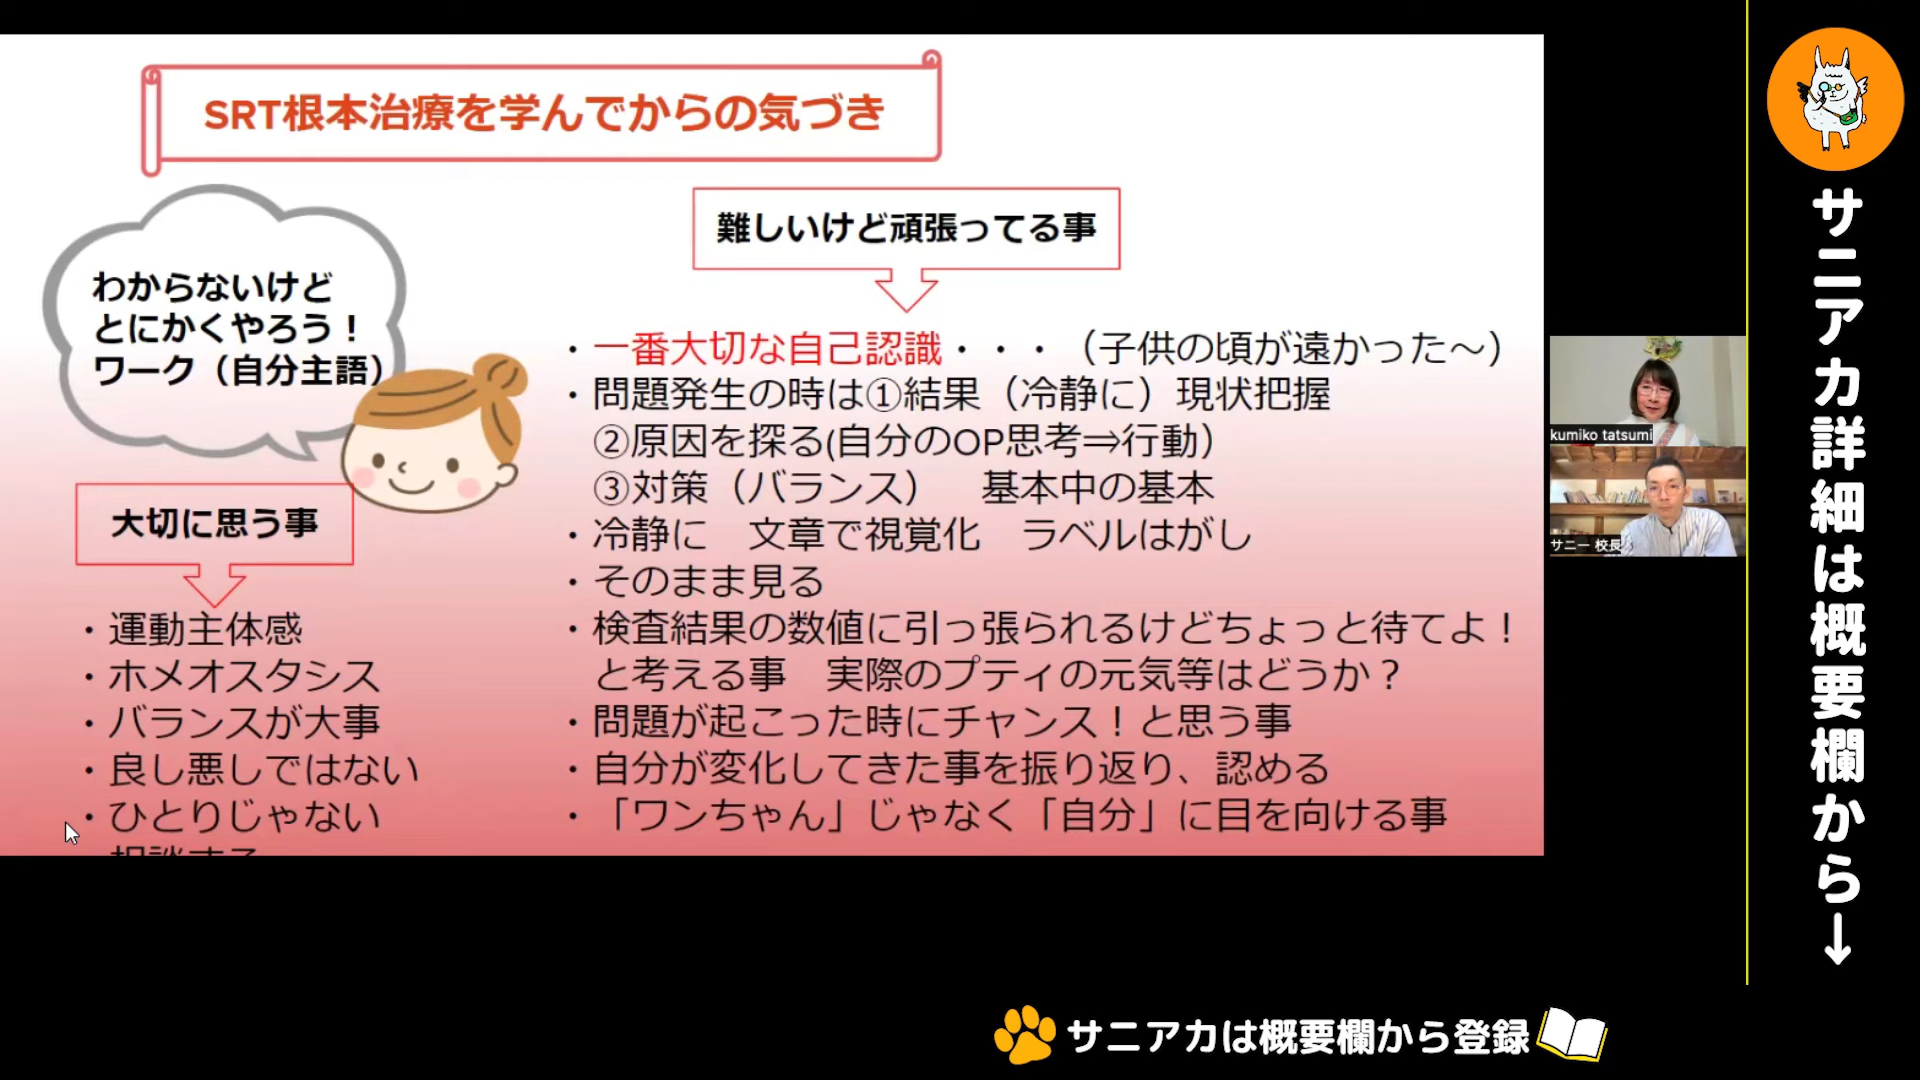 SRT根本治療を学んでからの気づき
わからないけど
とにかくやろう！
ワーク（自分主語）
大切に思う事
・運動主体感
・ホメオスタシス
・バランスが大事
・良し悪しではない
・ひとりじゃない
難しいけど頑張ってる事
・一番大切な自己認識・・・（子供の頃が遠かった～）
・問題発生の時は①結果（冷静に）現状把握
②原因を探る(自分のOP思考⇒行動）
③対策（バランス）　基本中の基本
・冷静に　文章で視覚化　ラベルはがし
・そのまま見る
・検査結果の数値に引っ張られるけどちょっと待てよ！
と考える事　実際のプティの元気等はどうか？
・問題が起こった時にチャンス！と思う事
・自分が変化してきた事を振り返り、認める
・「ワンちゃん」じゃなく「自分」に目を向ける事
kumiko tatsumi
サニー 校長
サニアカ詳細は概要欄から↓
サニアカは概要欄から登録